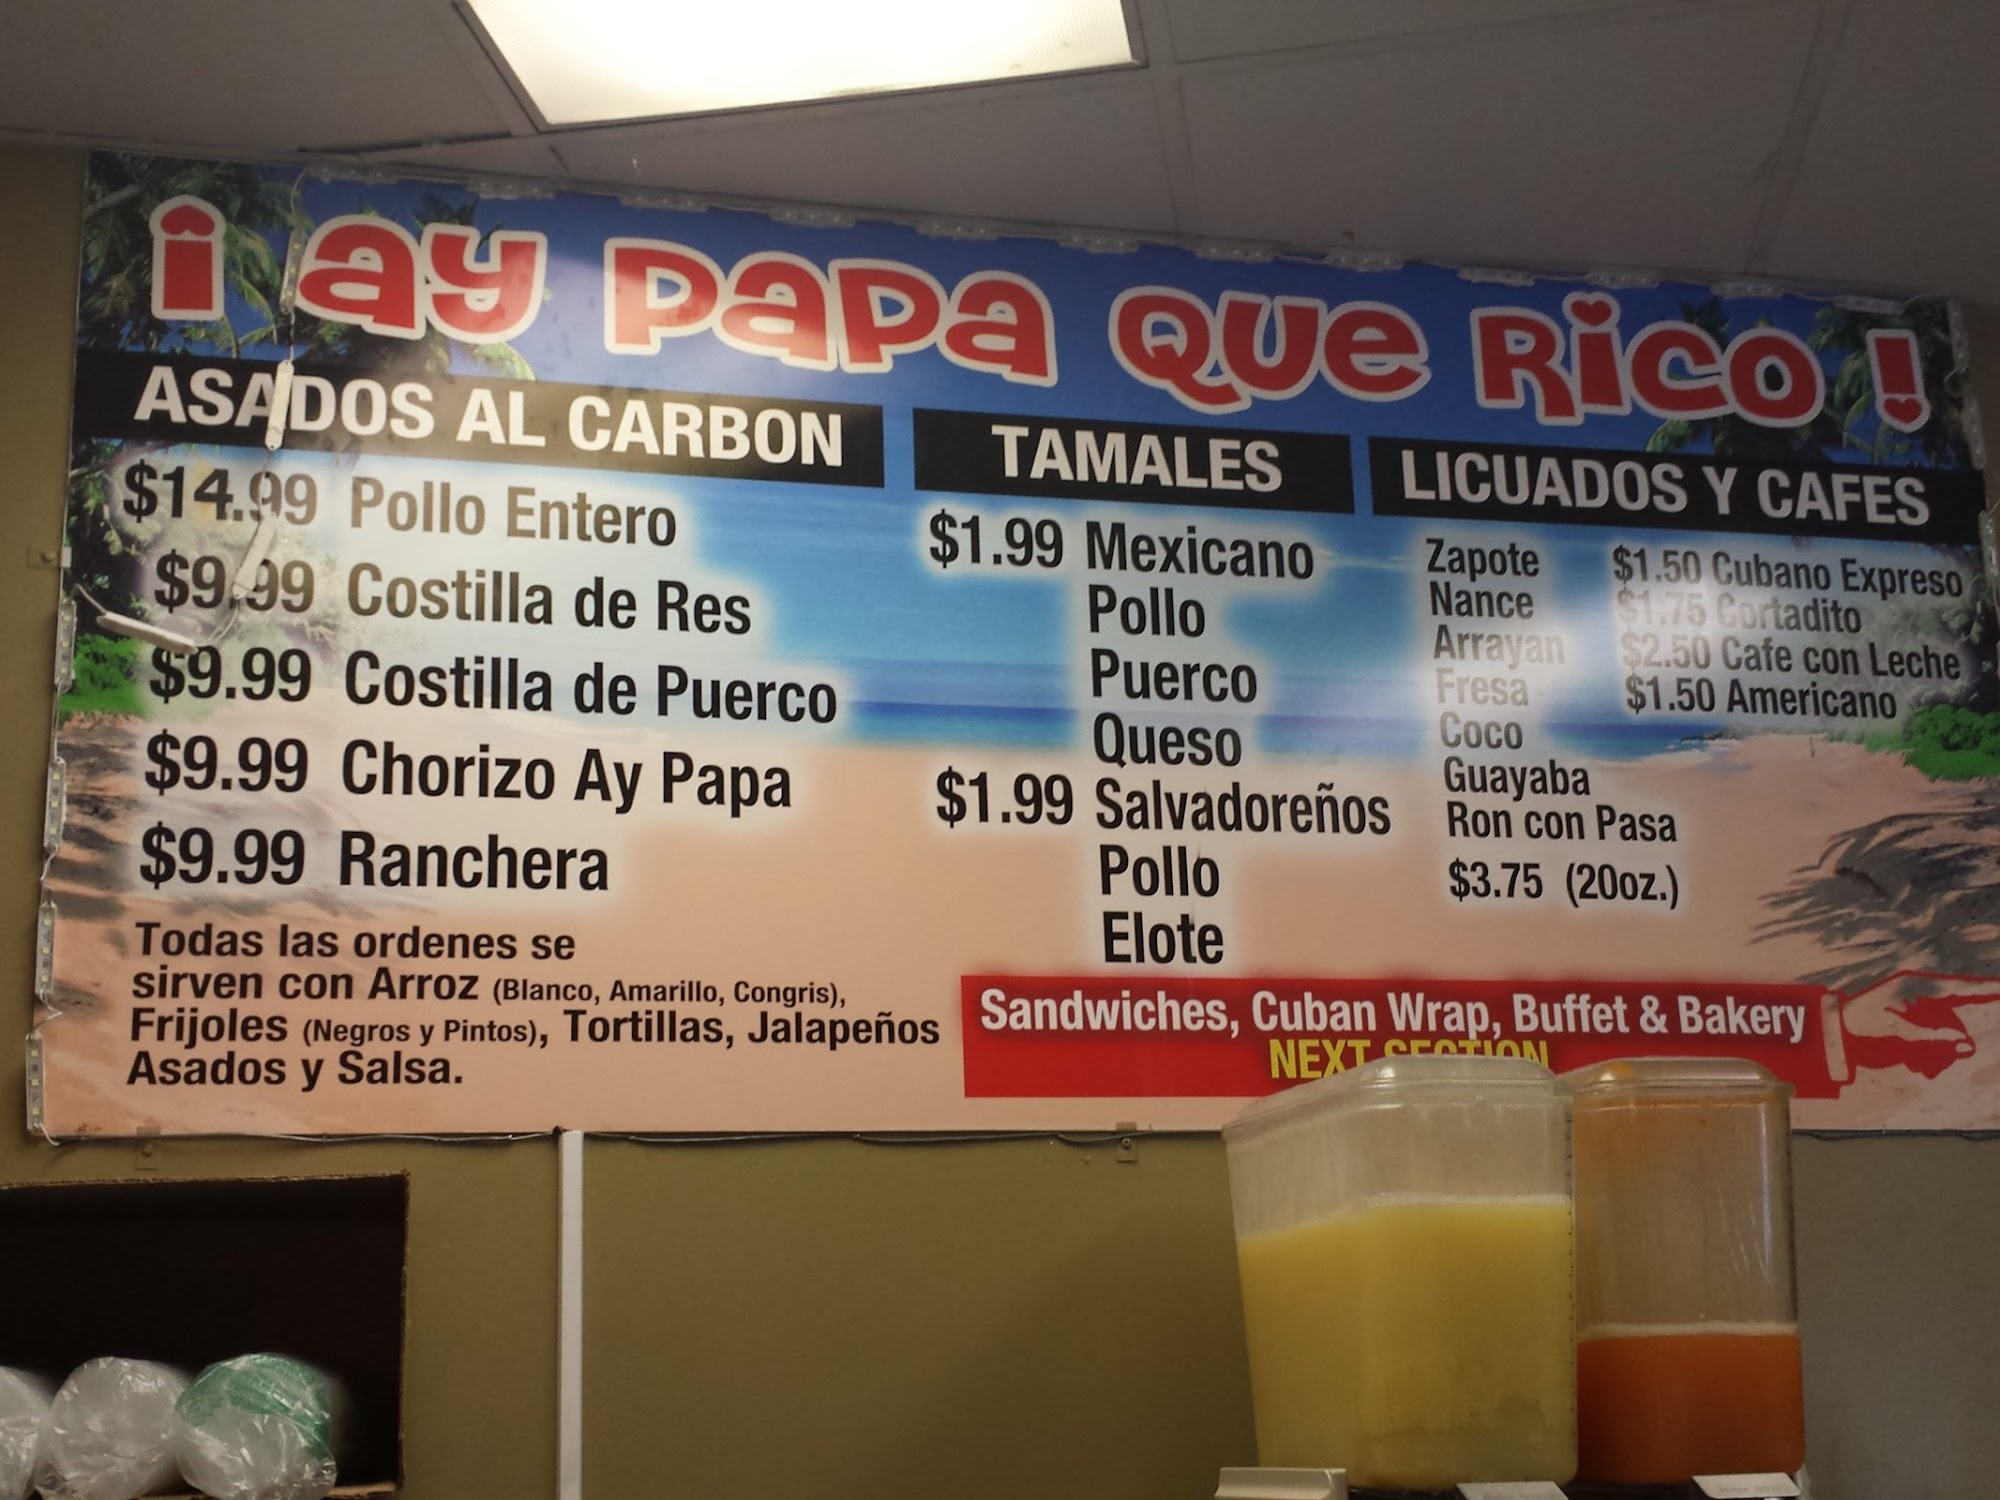 ¡ AY PAPA QUE RICO !
ASADOS AL CARBON
$14.99 Pollo Entero
$9.99 Costilla de Res
$9.99 Costilla de Puerco
$9.99 Chorizo Ay Papa
$9.99 Ranchera
Todas las ordenes se
sirven con Arroz (Blanco, Amarillo, Congris),
Frijoles (Negros y Pintos), Tortillas, Jalapeños
Asados y Salsa.
TAMALES
$1.99 Mexicano
Pollo
Puerco
Queso
$1.99 Salvadoreños
Pollo
Elote
LICUADOS Y CAFES
Zapote
Nance
Arrayan
Fresa
Coco
Guayaba
Ron con Pasa
$3.75 (20oz.)
$1.50 Cubano Expreso
$1.75 Cortadito
$2.50 Cafe con Leche
$1.50 Americano
Sandwiches, Cuban Wrap, Buffet & Bakery
NEXT SECTION